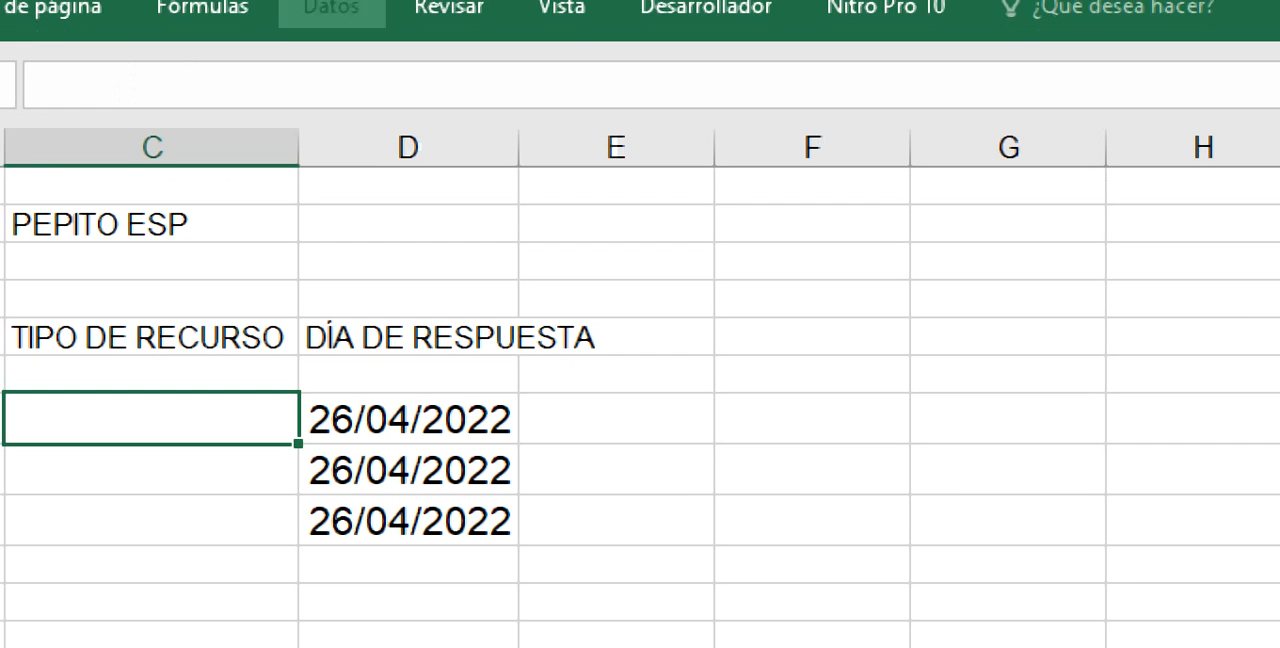 de página Fórmulas Datos Revisar Vista Desarrollador Nitro Pro 10 ¿Qué desea hacer?
C D E F G H
PEPITO ESP
TIPO DE RECURSO DÍA DE RESPUESTA
26/04/2022
26/04/2022
26/04/2022